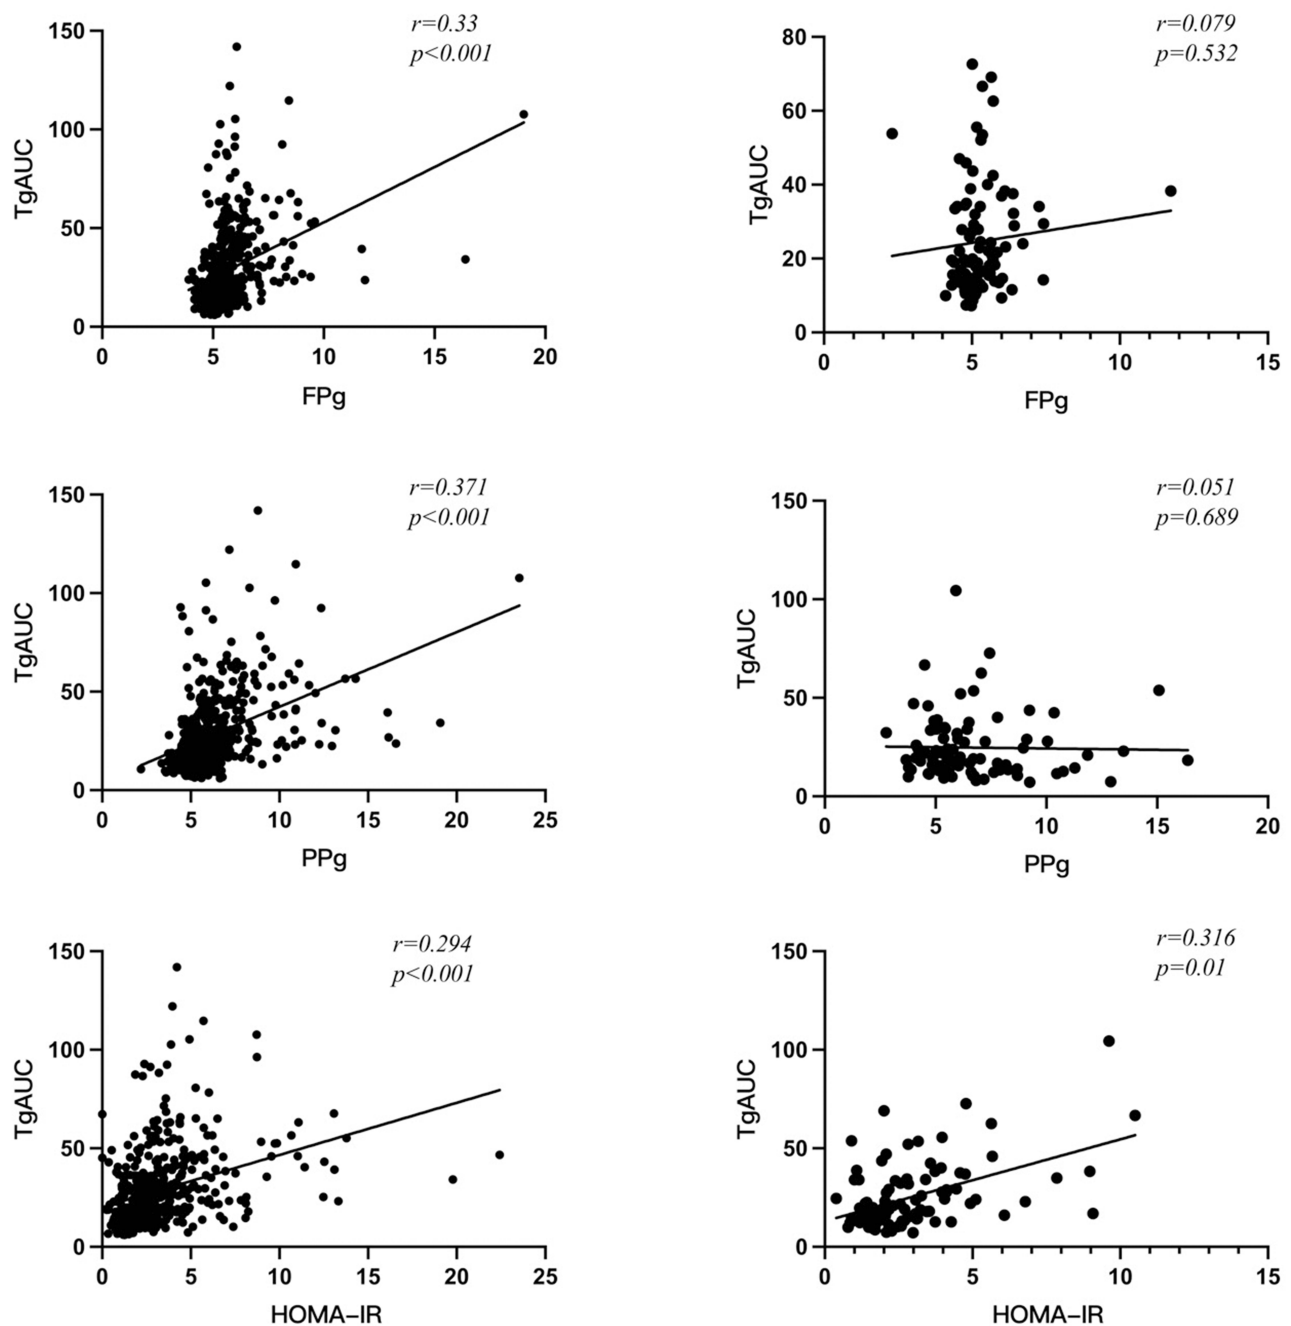 r=0.33
p<0.001
150
100
50
0
TgAUC
0 5 10 15 20
FPg
r=0.079
p=0.532
80
60
40
20
0
TgAUC
0 5 10 15
FPg
r=0.371
p<0.001
150
100
50
0
TgAUC
0 5 10 15 20 25
PPg
r=0.051
p=0.689
150
100
50
0
TgAUC
0 5 10 15 20
PPg
r=0.294
p<0.001
150
100
50
0
TgAUC
0 5 10 15 20 25
HOMA–IR
r=0.316
p=0.01
150
100
50
0
TgAUC
0 5 10 15
HOMA–IR